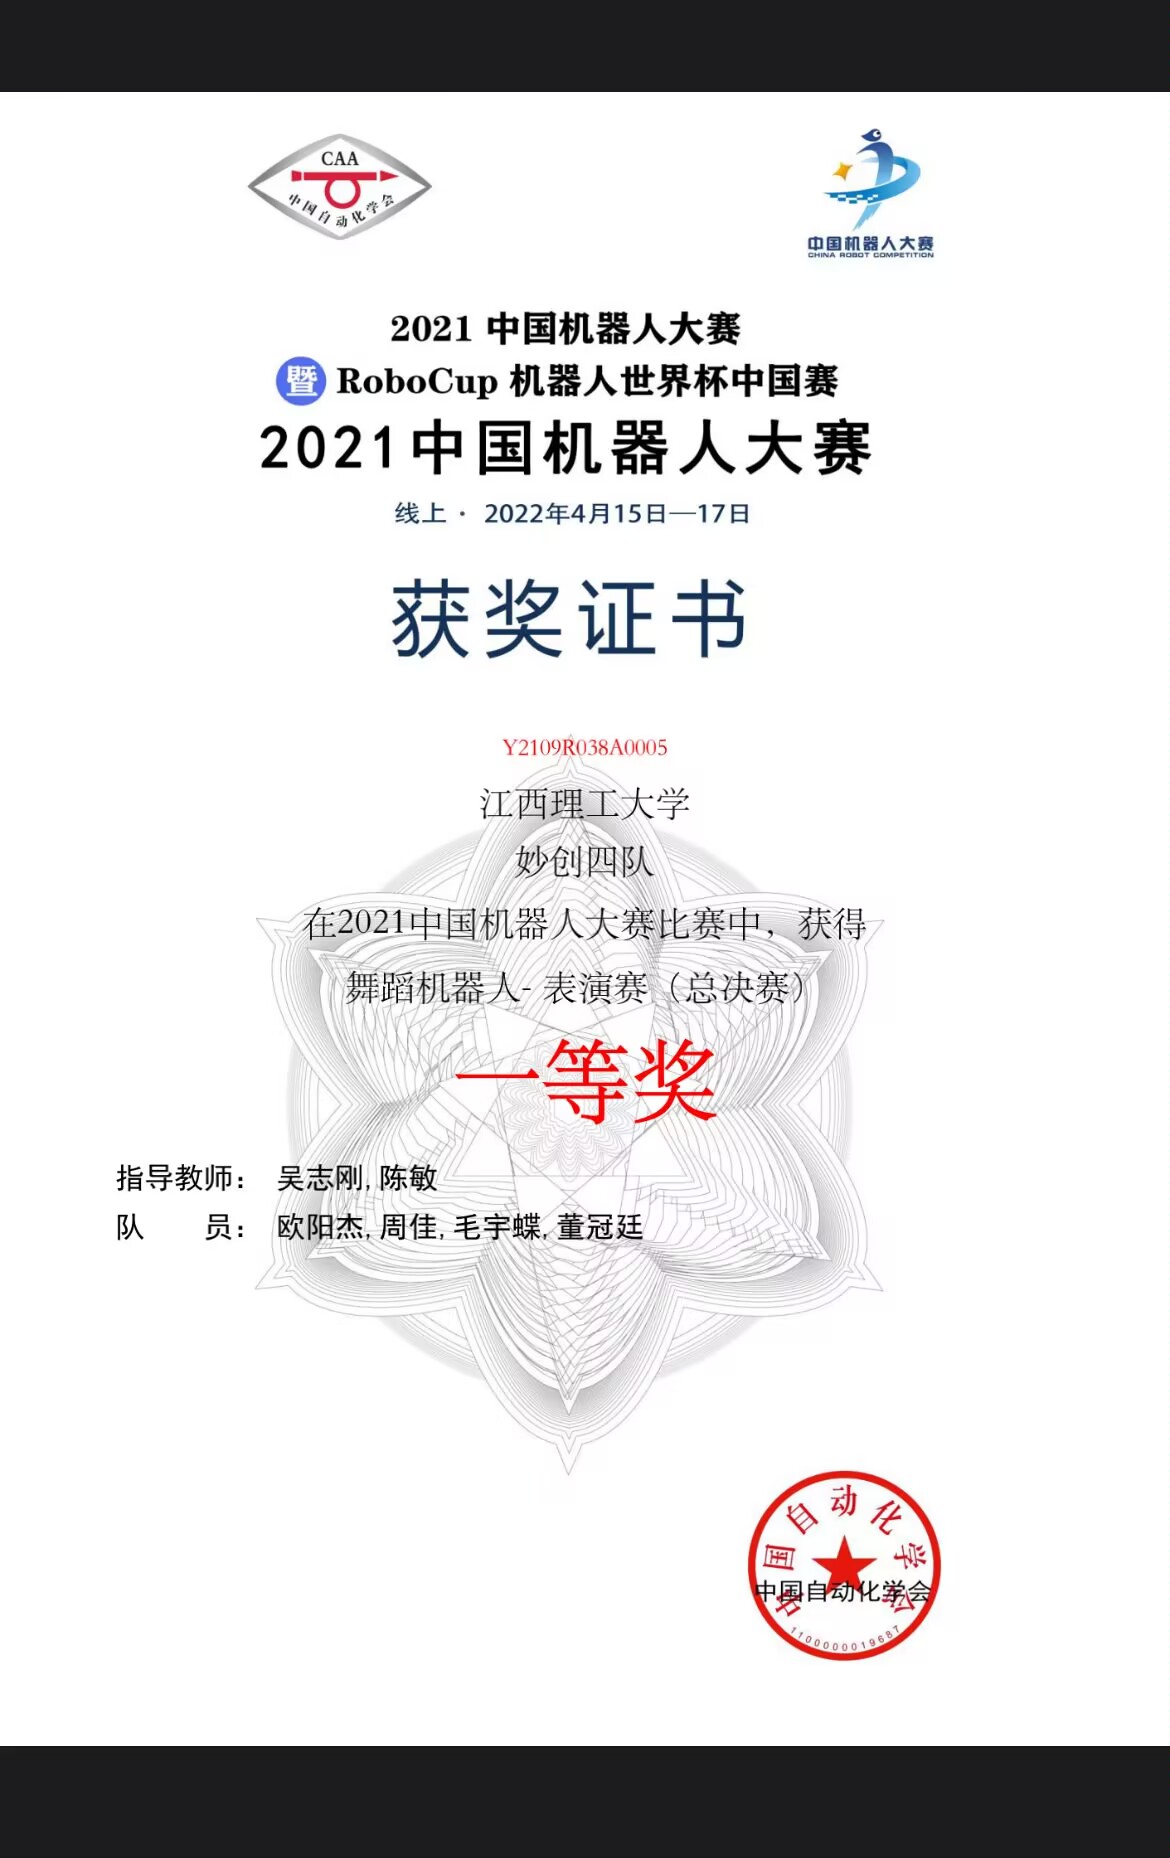 CAA
中国自动化学会
中国机器人大赛
CHINA ROBOT COMPETITION
2021 中国机器人大赛
暨 RoboCup 机器人世界杯中国赛
2021中国机器人大赛
线上 · 2022年4月15日—17日
获奖证书
Y2109R038A0005
江西理工大学
妙创四队
在2021中国机器人大赛比赛中，获得
舞蹈机器人- 表演赛（总决赛）
一等奖
指导教师： 吴志刚,陈敏
队 员： 欧阳杰,周佳,毛宇蝶,董冠廷
中国自动化学会
中国自动化学会
1100000019687